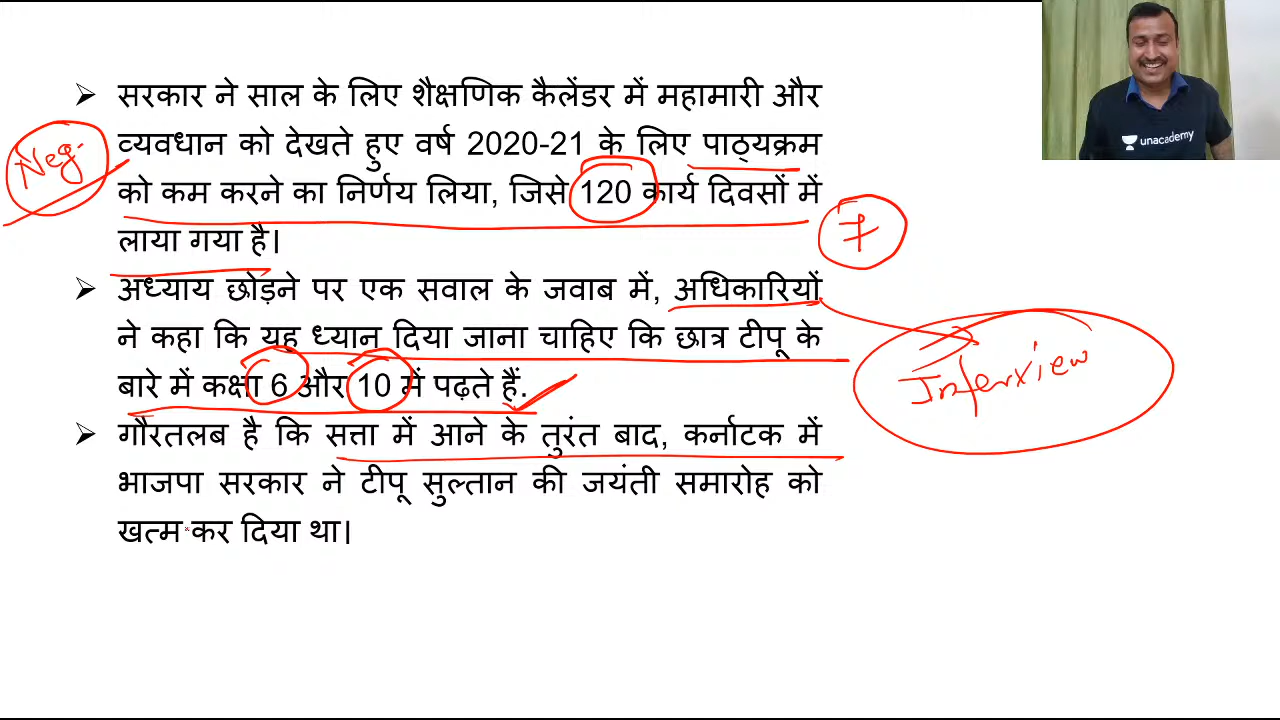 unacademy
सरकार ने साल के लिए शैक्षणिक कैलेंडर में महामारी और
व्यवधान को देखते हुए वर्ष 2020-21 के लिए पाठ्यक्रम
को कम करने का निर्णय लिया, जिसे 120 कार्य दिवसों में
लाया गया है।
Neg.
7
अध्याय छोड़ने पर एक सवाल के जवाब में, अधिकारियों
ने कहा कि यह ध्यान दिया जाना चाहिए कि छात्र टीपू के
बारे में कक्षा 6 और 10 में पढ़ते हैं.
Interview
गौरतलब है कि सत्ता में आने के तुरंत बाद, कर्नाटक में
भाजपा सरकार ने टीपू सुल्तान की जयंती समारोह को
खत्म कर दिया था।